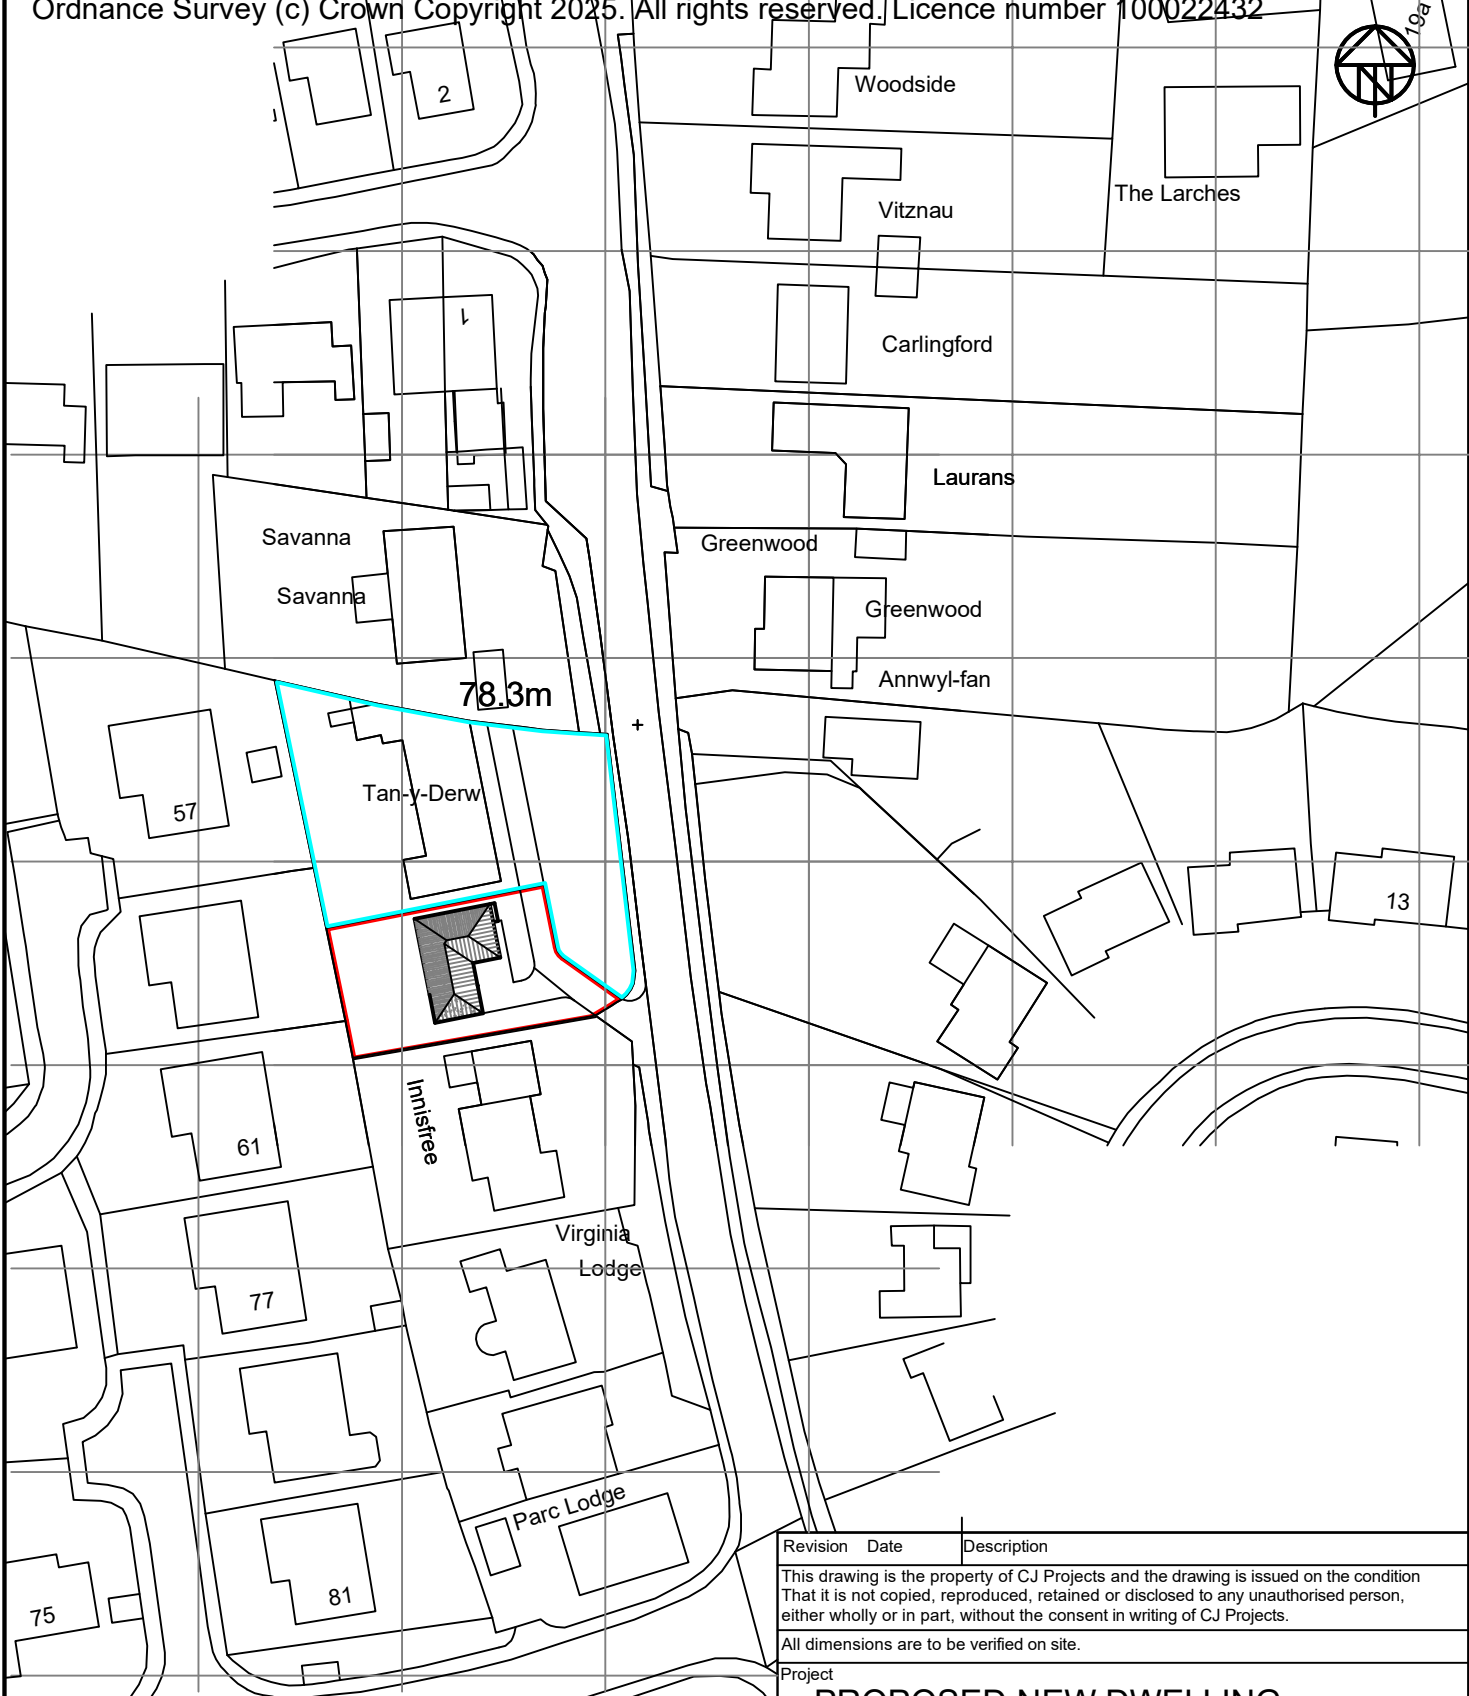 Ordnance Survey (c) Crown Copyright 2025. All rights reserved. Licence number 100022432
19a
N
Woodside
2
The Larches
Vitznau
1
Carlingford
Laurans
Savanna
Greenwood
Savanna
Greenwood
Annwyl-fan
78.3m
Tan-y-Derw
57
13
Innisfree
61
Virginia
Lodge
77
Parc Lodge
81
75
Revision Date Description
This drawing is the property of CJ Projects and the drawing is issued on the condition
That it is not copied, reproduced, retained or disclosed to any unauthorised person,
either wholly or in part, without the consent in writing of CJ Projects.
All dimensions are to be verified on site.
Project
PROPOSED NEW DWELLING